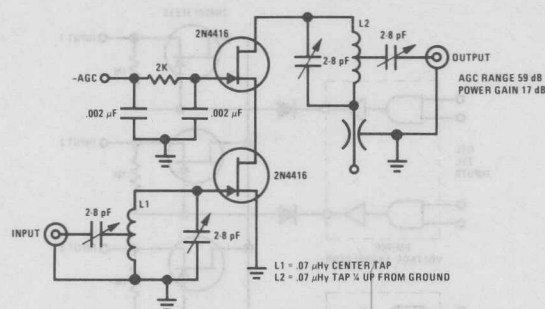 2N4416
L2
2-8 pF
2-8 pF
OUTPUT
AGC RANGE 59 dB
POWER GAIN 17 dB
2K
-AGC
.002 μF
.002 μF
2N4416
L1
2-8 pF
2-8 pF
INPUT
L1 = .07 μHy CENTER TAP
L2 = .07 μHy TAP ¼ UP FROM GROUND